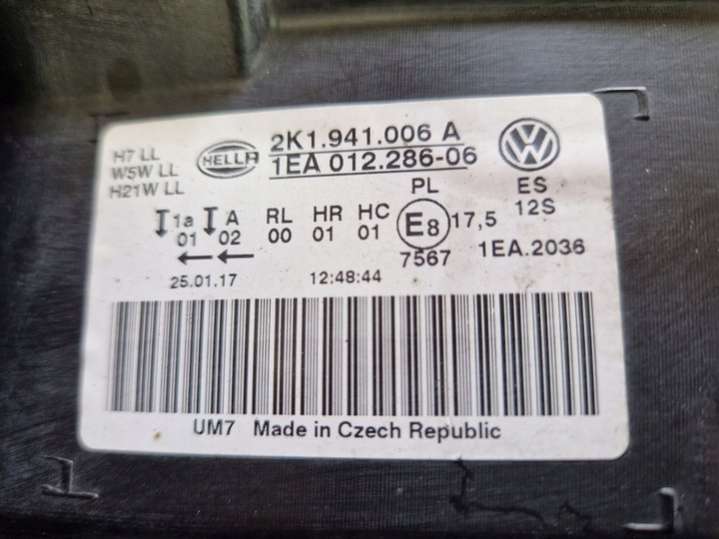 H7 LL
W5W LL
H21W LL
HELLA
2K1.941.006 A
1EA 012.286-06
VW
PL
ES
12S
1a A RL HR HC E8 17,5
01 02 00 01 01
7567 1EA.2036
25.01.17 12:48:44
UM7 Made in Czech Republic